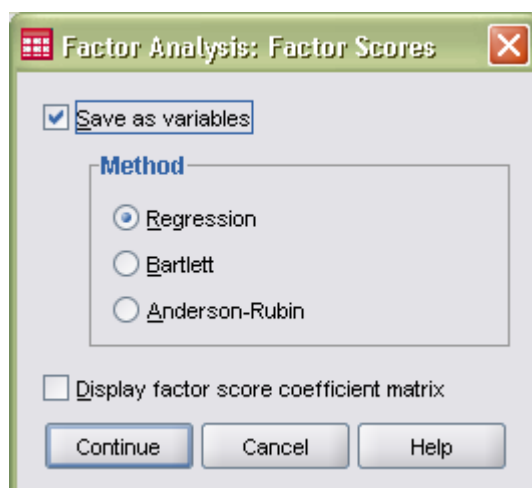 Factor Analysis: Factor Scores
Save as variables
Method
Regression
Bartlett
Anderson-Rubin
Display factor score coefficient matrix
Continue Cancel Help